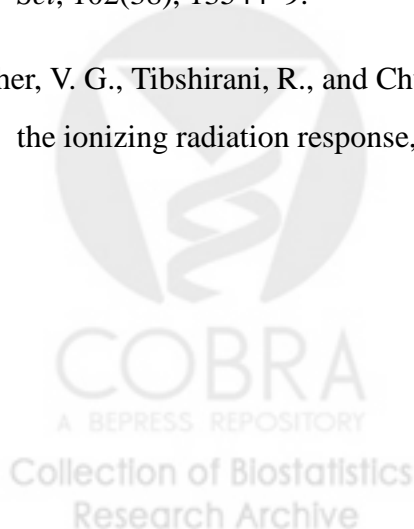 102(38), 13544–9.
her, V. G., Tibshirani, R., and Ch
the ionizing radiation response,
COBRA
A BEPRESS REPOSITORY
Collection of Biostatistics
Research Archive